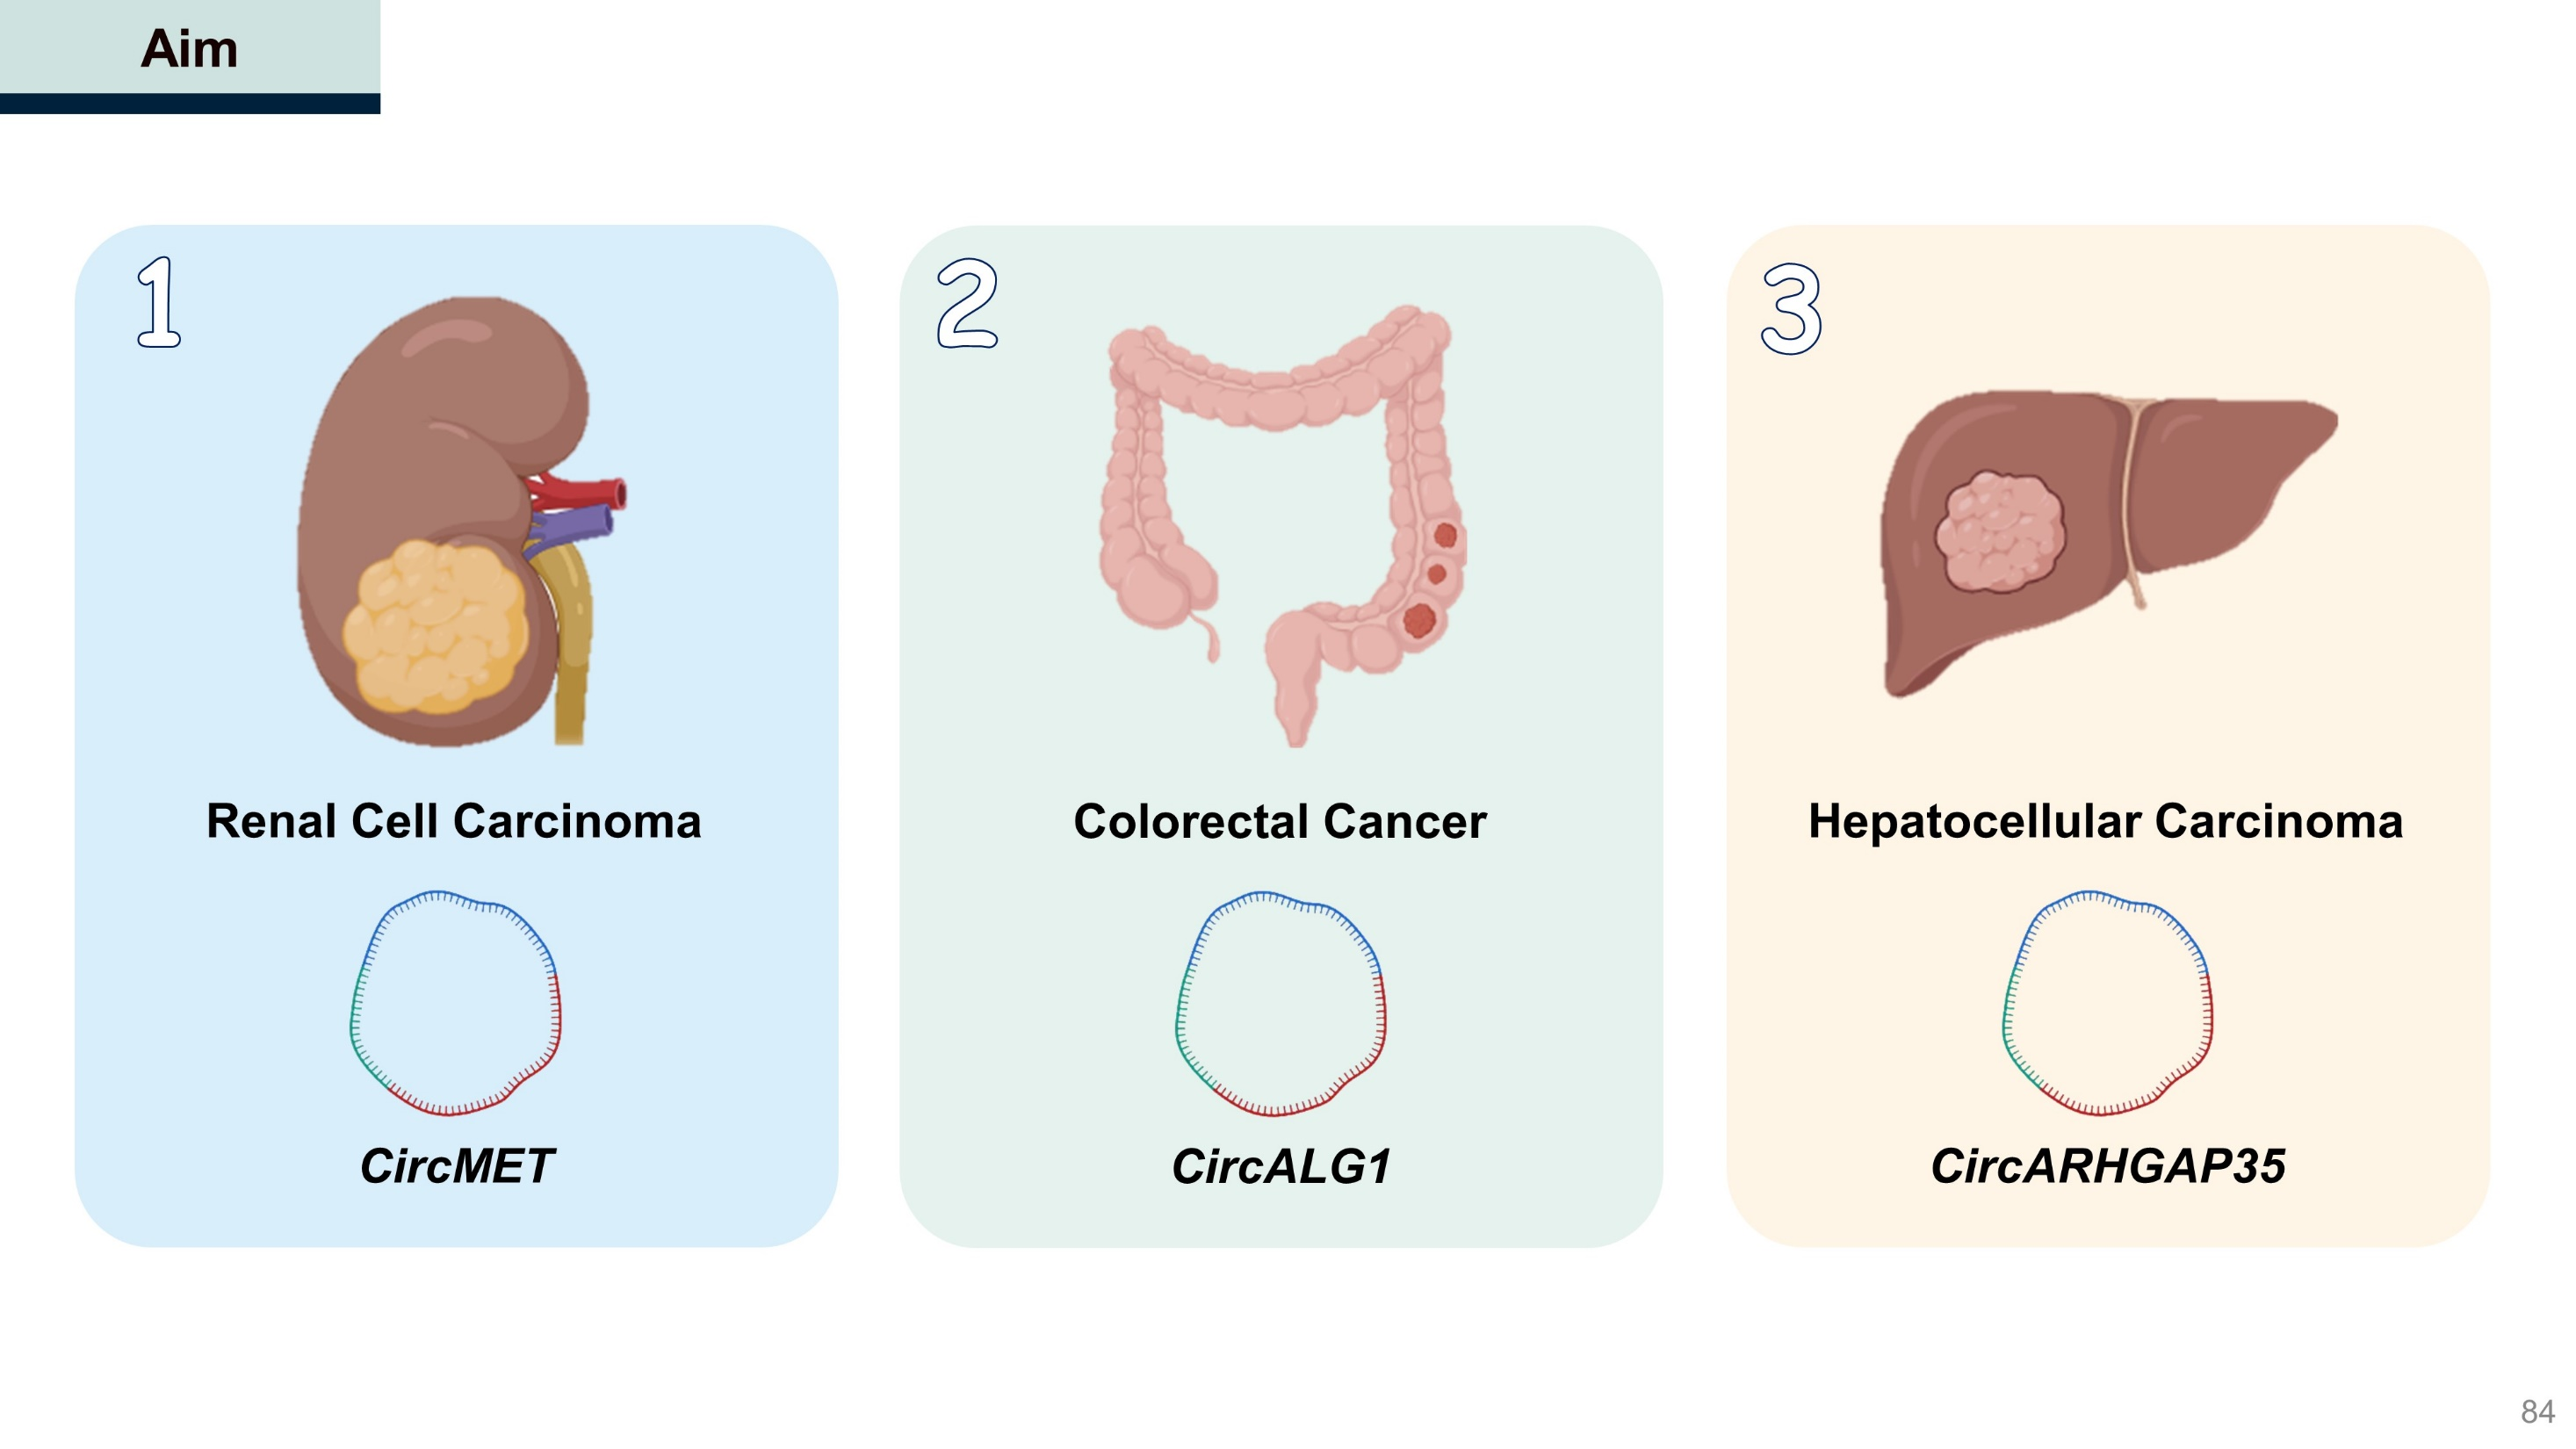 Aim
1
2
3
Renal Cell Carcinoma
Colorectal Cancer
Hepatocellular Carcinoma
CircMET
CircALG1
CircARHGAP35
84